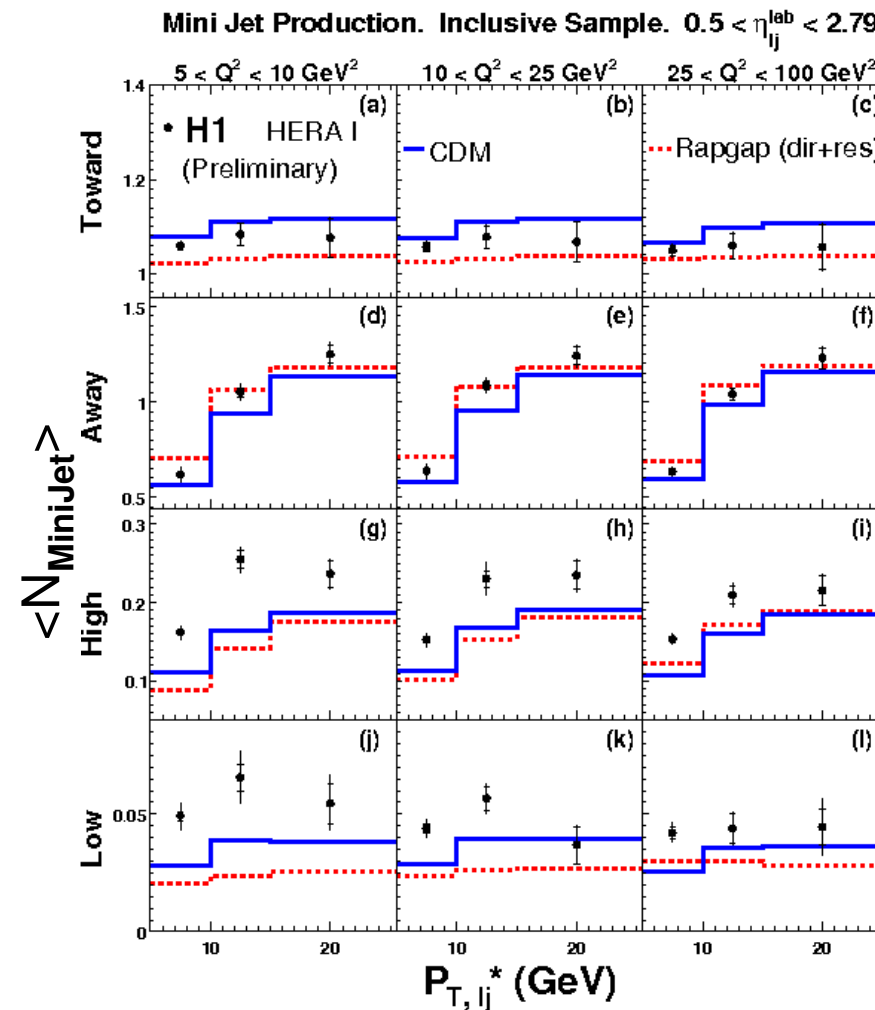 Mini Jet Production. Inclusive Sample. 0.5 < η_lj^lab < 2.79
5 < Q² < 10 GeV² 10 < Q² < 25 GeV² 25 < Q² < 100 GeV²
1.4 (a) (b) (c)
H1 HERA I CDM Rapgap (dir+res)
(Preliminary)
Toward
1.2
1
1.5 (d) (e) (f)
Away
1
0.5
<N_MiniJet>
0.3 (g) (h) (i)
High
0.2
0.1
(j) (k) (l)
Low
0.05
0
10 20 10 20 10 20
P_T, lj* (GeV)